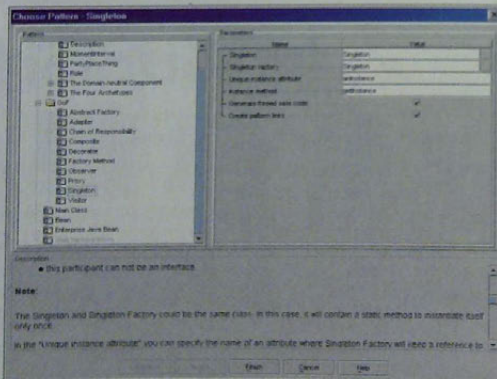 Choose Pattern - Singleton
Pattern
Description
MomentInterval
PartyPlaceThing
Role
The Domain-neutral Component
The Four Archetypes
GoF
Abstract Factory
Adapter
Chain of Responsibility
Composite
Decorator
Factory Method
Observer
Proxy
Singleton
Visitor
Main Class
Bean
Enterprise Java Bean
Parameters
Name Value
Singleton Singleton
Singleton Factory Singleton
Unique instance attribute
Instance method getInstance
Generate thread safe code
Create pattern links
Description
this participant can not be an interface.
Note:
The Singleton and Singleton Factory could be the same class. In this case, it will contain a static method to instantiate itself
only once.
In the "Unique instance attribute" you can specify the name of an attribute where Singleton Factory will keep a reference to
Finish Cancel Help